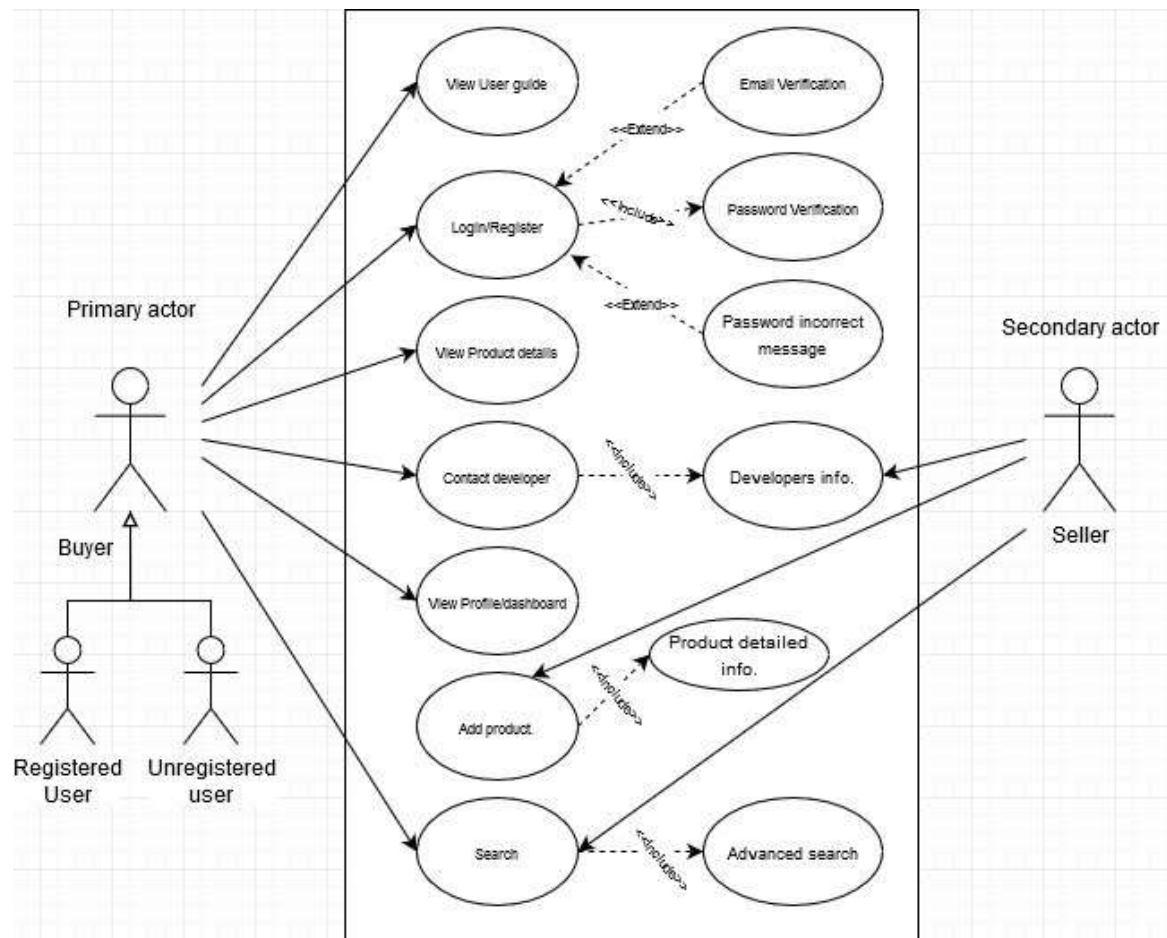 View User guide
Email Verification
<<Extend>>
Login/Register
<<Include>>
Password Verification
Primary actor
<<Extend>>
Password incorrect
message
Secondary actor
View Product details
Contact developer
<<Include>>
Developers info.
Buyer
Seller
View Profile/dashboard
Product detailed
info.
<<Include>>
Add product.
Registered
User
Unregistered
user
Search
<<Include>>
Advanced search